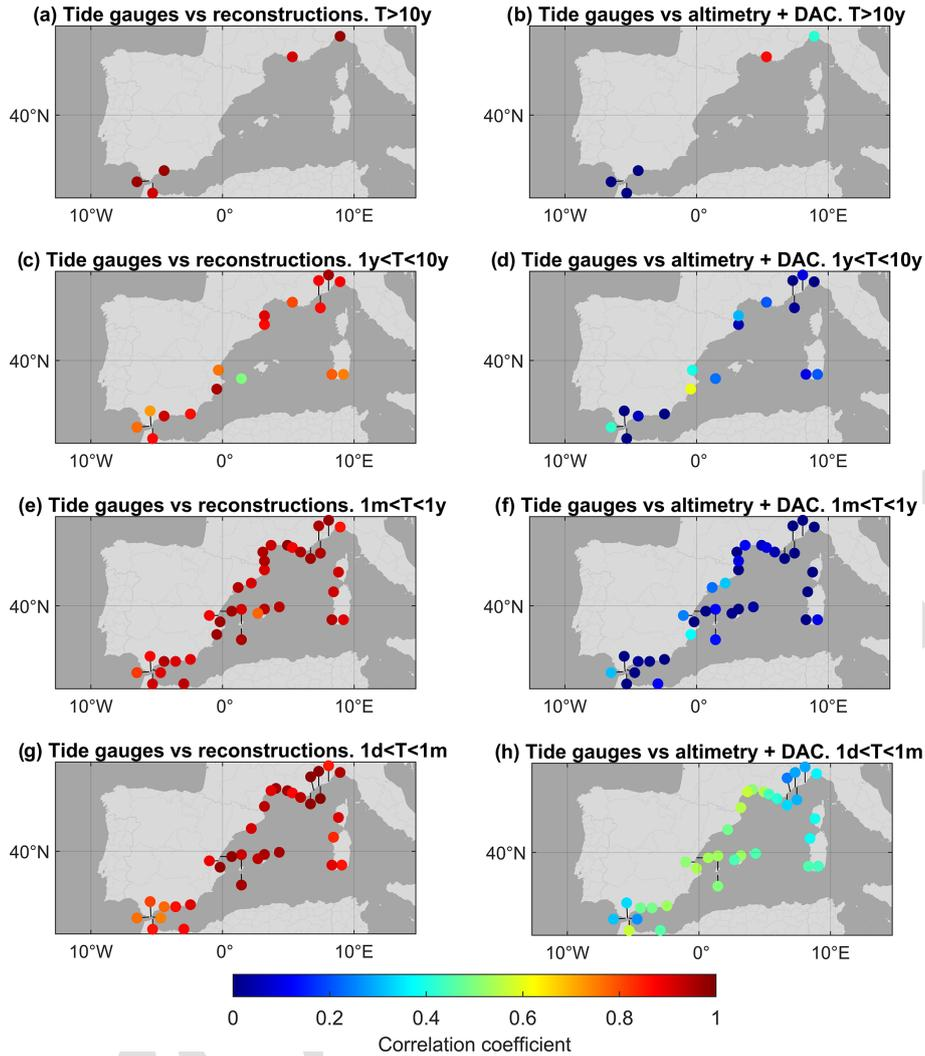 (a) Tide gauges vs reconstructions. T>10y
(b) Tide gauges vs altimetry + DAC. T>10y
40°N
40°N
10°W 0° 10°E
10°W 0° 10°E
(c) Tide gauges vs reconstructions. 1y<T<10y
(d) Tide gauges vs altimetry + DAC. 1y<T<10y
40°N
40°N
10°W 0° 10°E
10°W 0° 10°E
(e) Tide gauges vs reconstructions. 1m<T<1y
(f) Tide gauges vs altimetry + DAC. 1m<T<1y
40°N
40°N
10°W 0° 10°E
10°W 0° 10°E
(g) Tide gauges vs reconstructions. 1d<T<1m
(h) Tide gauges vs altimetry + DAC. 1d<T<1m
40°N
40°N
10°W 0° 10°E
10°W 0° 10°E
0 0.2 0.4 0.6 0.8 1
Correlation coefficient